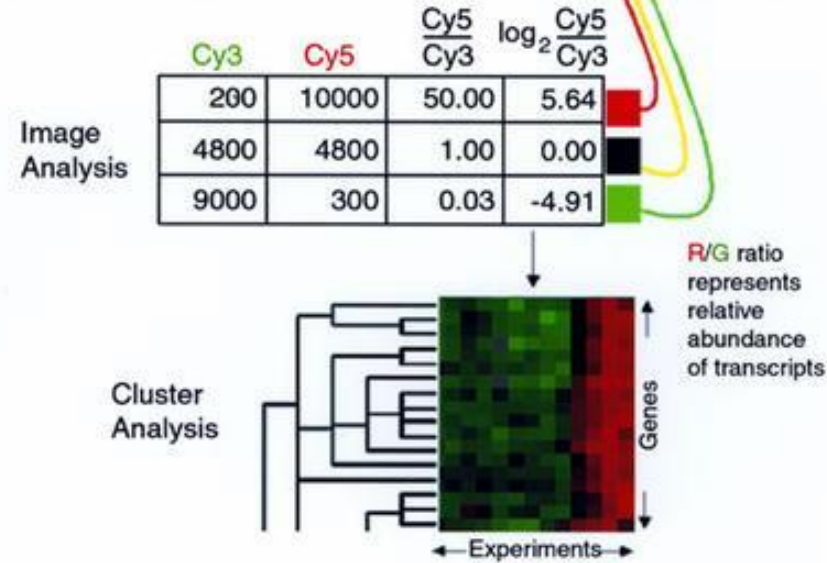 Cy3 Cy5 Cy5/Cy3 log2 Cy5/Cy3
Image
Analysis
200 10000 50.00 5.64
4800 4800 1.00 0.00
9000 300 0.03 -4.91
R/G ratio
represents
relative
abundance
of transcripts
Cluster
Analysis
Genes
Experiments